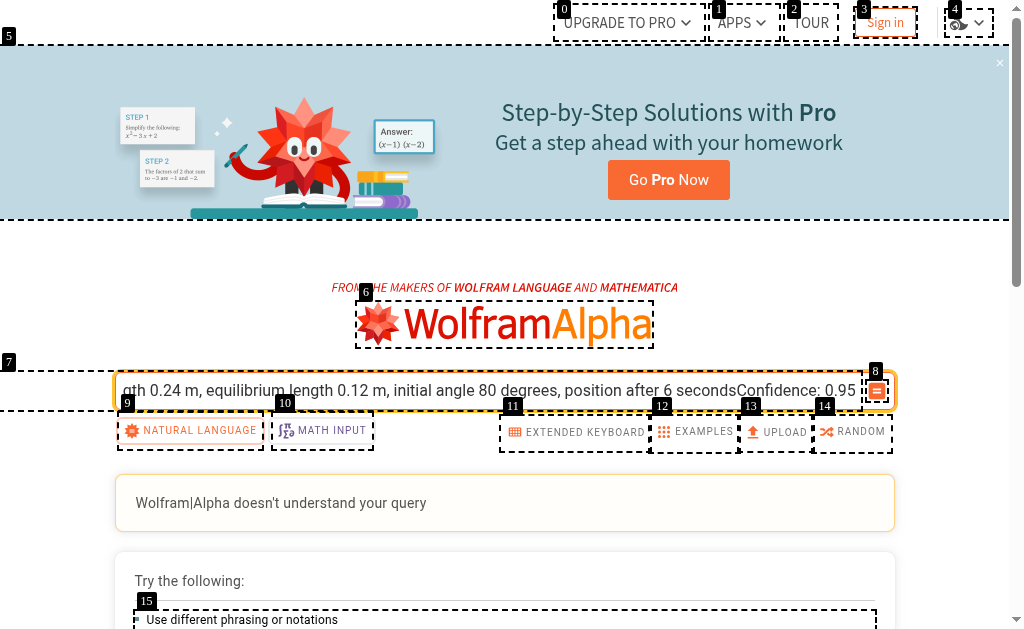 0
UPGRADE TO PRO
1
APPS
2
TOUR
3
Sign in
4
5
STEP 1
Simplify the following:
x² − 3 x + 2
STEP 2
The factors of 2 that sum
to −3 are −1 and −2.
Answer:
(x−1) (x−2)
Step-by-Step Solutions with Pro
Get a step ahead with your homework
Go Pro Now
×
FROM THE MAKERS OF WOLFRAM LANGUAGE AND MATHEMATICA
6
WolframAlpha
7
gth 0.24 m, equilibrium length 0.12 m, initial angle 80 degrees, position after 6 secondsConfidence: 0.95
8
=
9
NATURAL LANGUAGE
10
MATH INPUT
11
EXTENDED KEYBOARD
12
EXAMPLES
13
UPLOAD
14
RANDOM
Wolfram|Alpha doesn't understand your query
Try the following:
15
Use different phrasing or notations